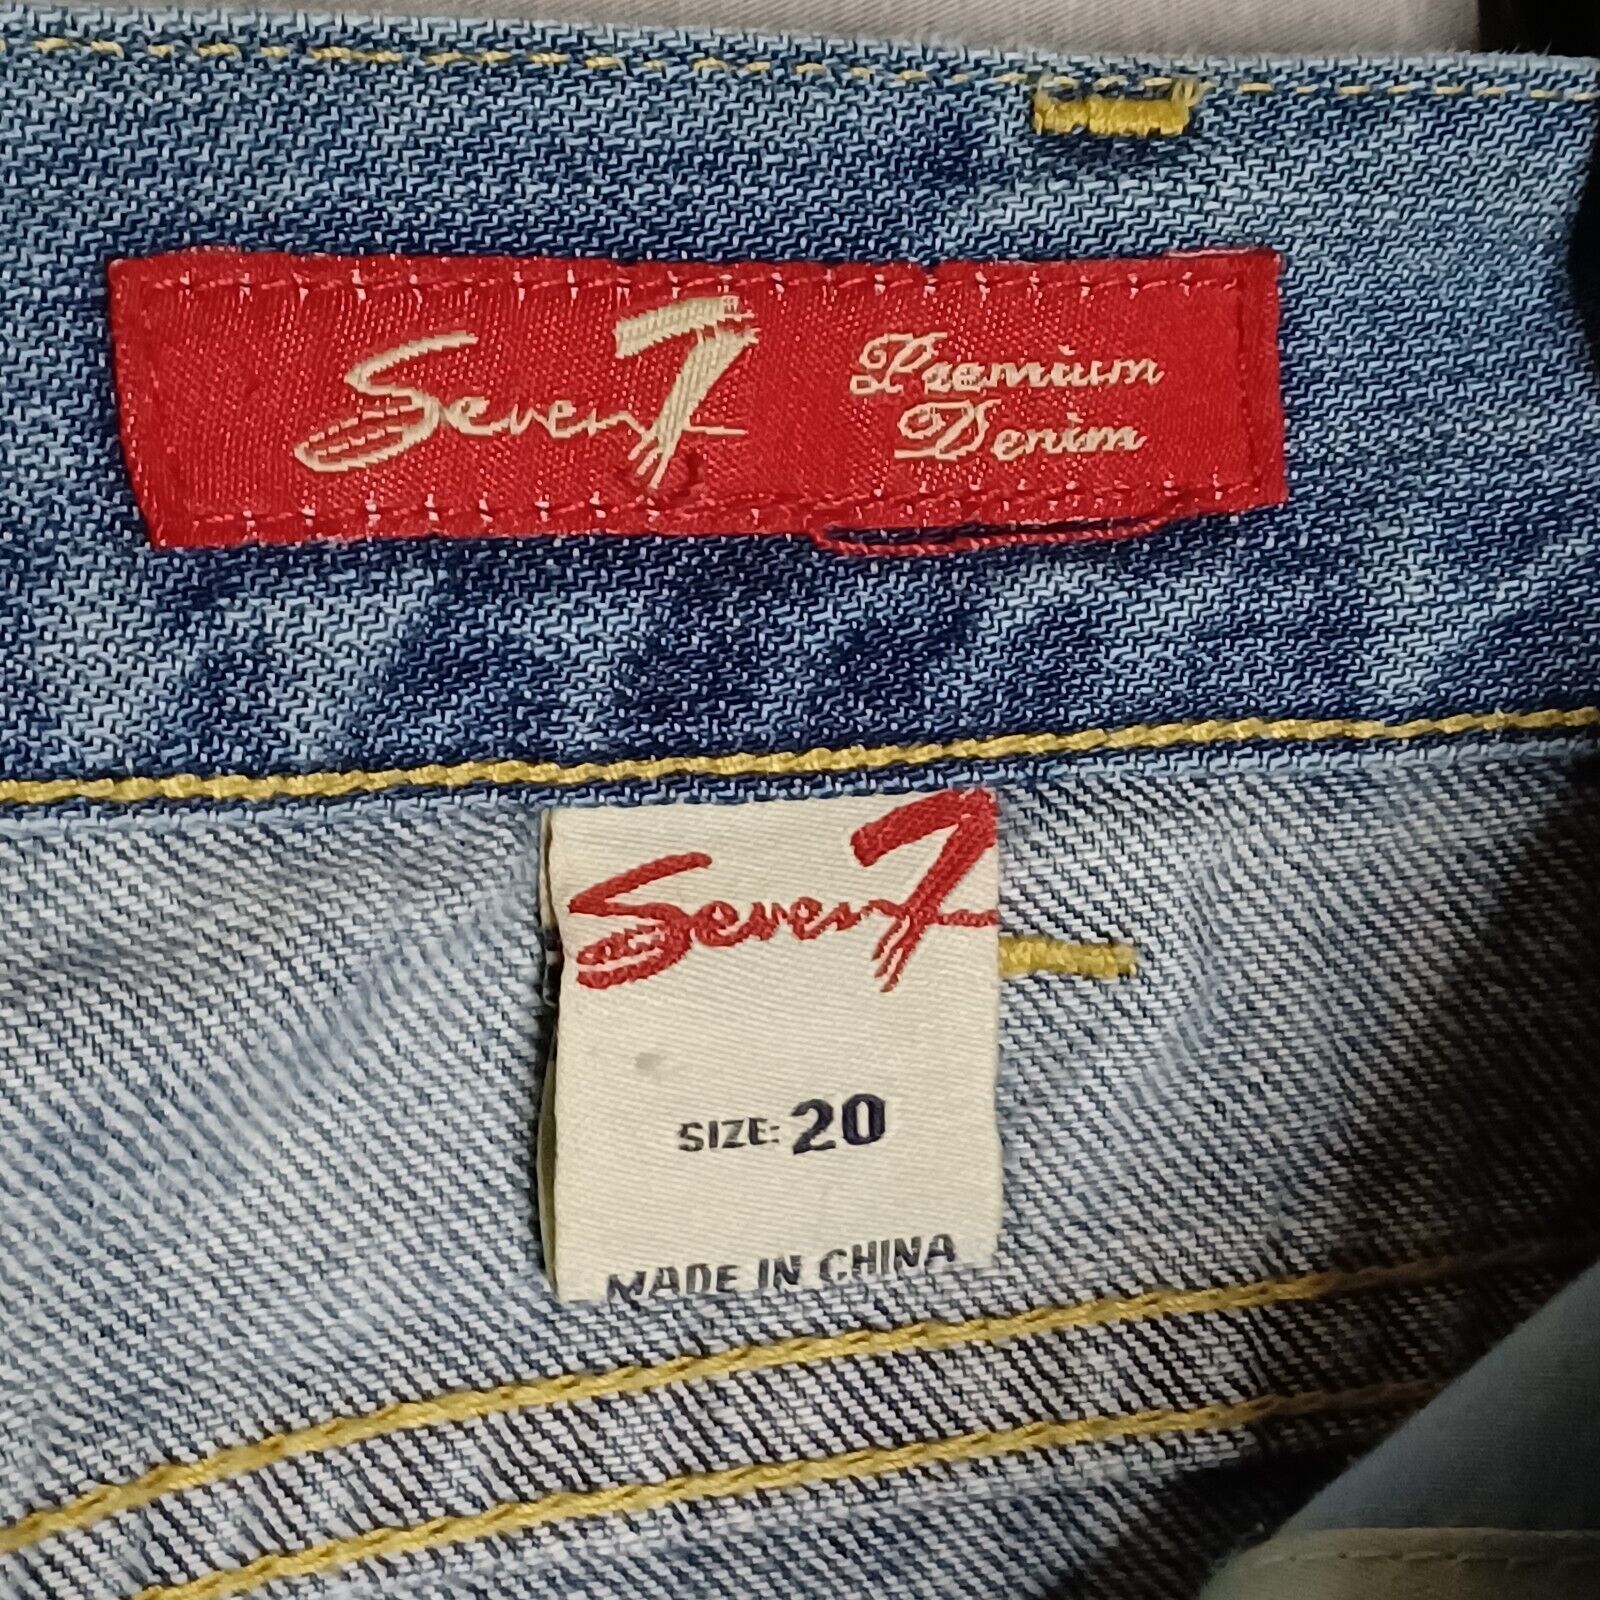 Seven7
Premium
Denim
Seven7
SIZE: 20
MADE IN CHINA